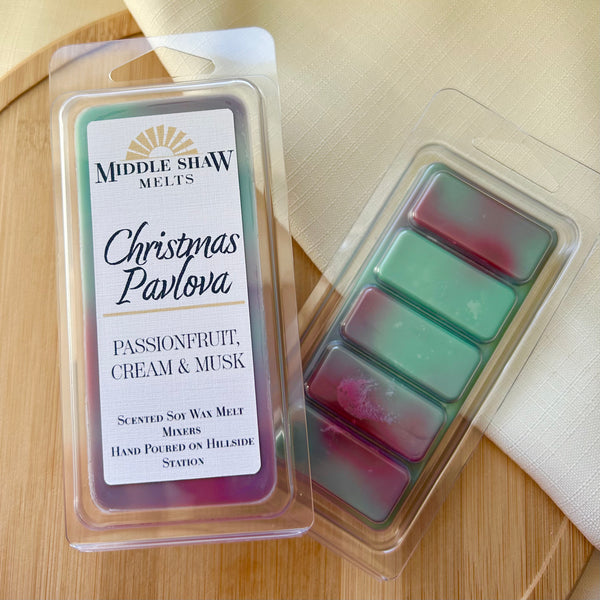 MIDDLE SHAW
MELTS
Christmas
Pavlova
PASSIONFRUIT,
CREAM & MUSK
SCENTED SOY WAX MELT
MIXERS
HAND POURED ON HILLSIDE
STATION